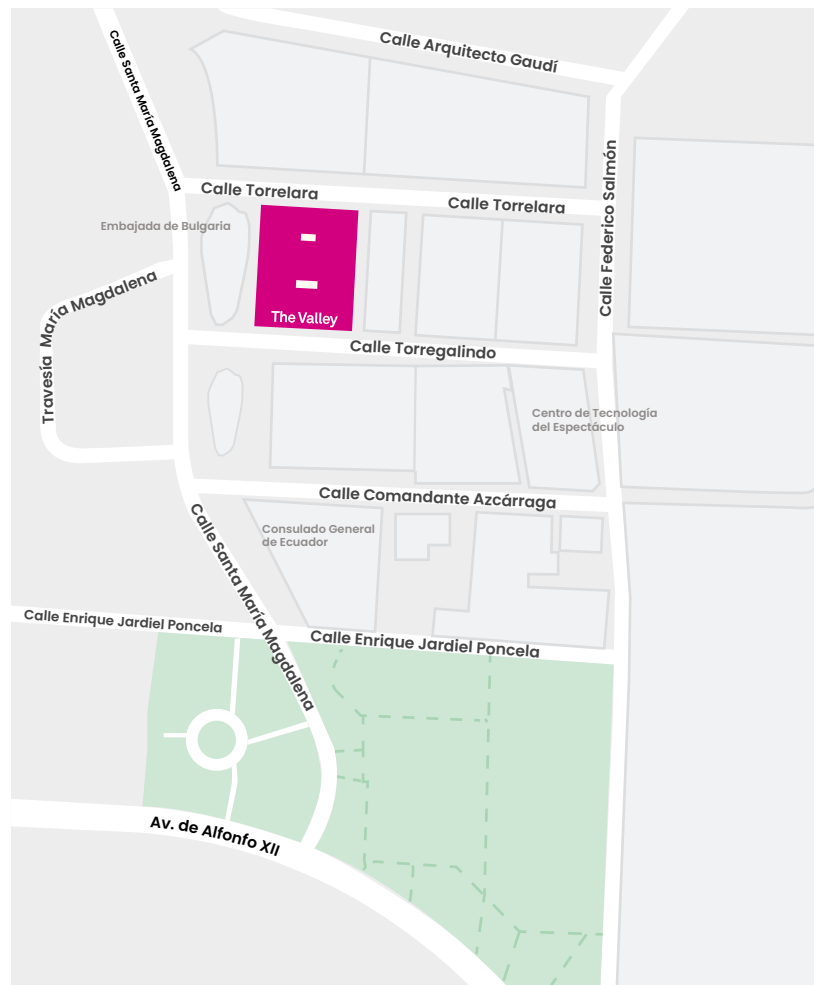 Calle Arquitecto Gaudí
Calle Santa María Magdalena
Calle Torrelara
Calle Torrelara
Calle Federico Salmón
Embajada de Bulgaria
Travesía María Magdalena
The Valley
Calle Torregalindo
Centro de Tecnología
del Espectáculo
Calle Comandante Azcárraga
Calle Santa María Magdalena
Consulado General
de Ecuador
Calle Enrique Jardiel Poncela
Calle Enrique Jardiel Poncela
Av. de Alfonfo XII